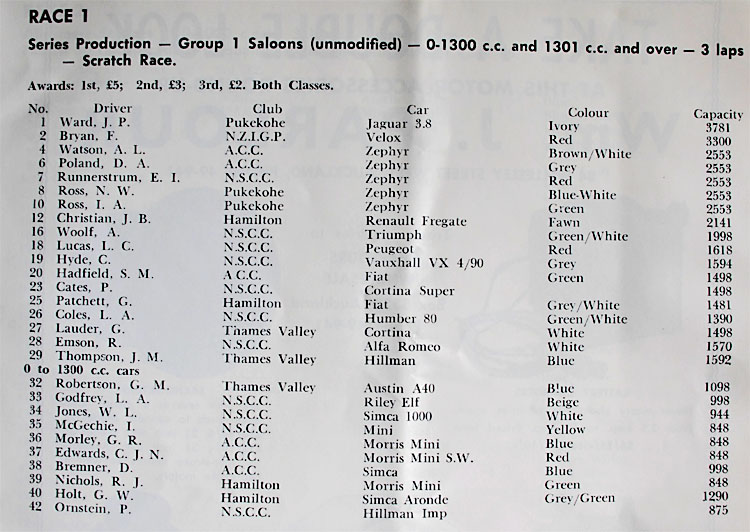 RACE 1
Series Production — Group 1 Saloons (unmodified) — 0-1300 c.c. and 1301 c.c. and over — 3 laps
— Scratch Race.
Awards: 1st, £5; 2nd, £3; 3rd, £2. Both Classes.
No. Driver Club Car Colour Capacity
1 Ward, J. P. Pukekohe Jaguar 3.8 Ivory 3781
2 Bryan, F. N.Z.I.G.P. Velox Red 3300
4 Watson, A. L. A.C.C. Zephyr Brown/White 2553
6 Poland, D. A. A.C.C. Zephyr Grey 2553
7 Runnerstrum, E. I. N.S.C.C. Zephyr Red 2553
8 Ross, N. W. Pukekohe Zephyr Blue-White 2553
10 Ross, I. A. Pukekohe Zephyr Green 2553
12 Christian, J. B. Hamilton Renault Fregate Fawn 2141
16 Woolf, A. N.S.C.C. Triumph Green/White 1998
18 Lucas, L. C. N.S.C.C. Peugeot Red 1618
19 Hyde, C. N.S.C.C. Vauxhall VX 4/90 Grey 1594
20 Hadfield, S. M. A.C.C. Fiat Green 1498
23 Cates, P. N.S.C.C. Cortina Super 1498
25 Patchett, G. Hamilton Fiat Grey/White 1481
26 Coles, L. A. N.S.C.C. Humber 80 Green/White 1390
27 Lauder, G. Thames Valley Cortina White 1498
28 Emson, R. N.S.C.C. Alfa Romeo White 1570
29 Thompson, J. M. Thames Valley Hillman Blue 1592
0 to 1300 c.c. cars
32 Robertson, G. M. Thames Valley Austin A40 Blue 1098
33 Godfrey, L. A. N.S.C.C. Riley Elf Beige 998
34 Jones, W. L. N.S.C.C. Simca 1000 White 944
35 McGechie, I. N.S.C.C. Mini Yellow 848
36 Morley, G. R. A.C.C. Morris Mini Blue 848
37 Edwards, C. J. N. A.C.C. Morris Mini S.W. Red 848
38 Bremner, D. A.C.C. Simca Blue 998
39 Nichols, R. J. Hamilton Morris Mini Green 848
40 Holt, G. W. Hamilton Simca Aronde Grey/Green 1290
42 Ornstein, P. N.S.C.C. Hillman Imp 875